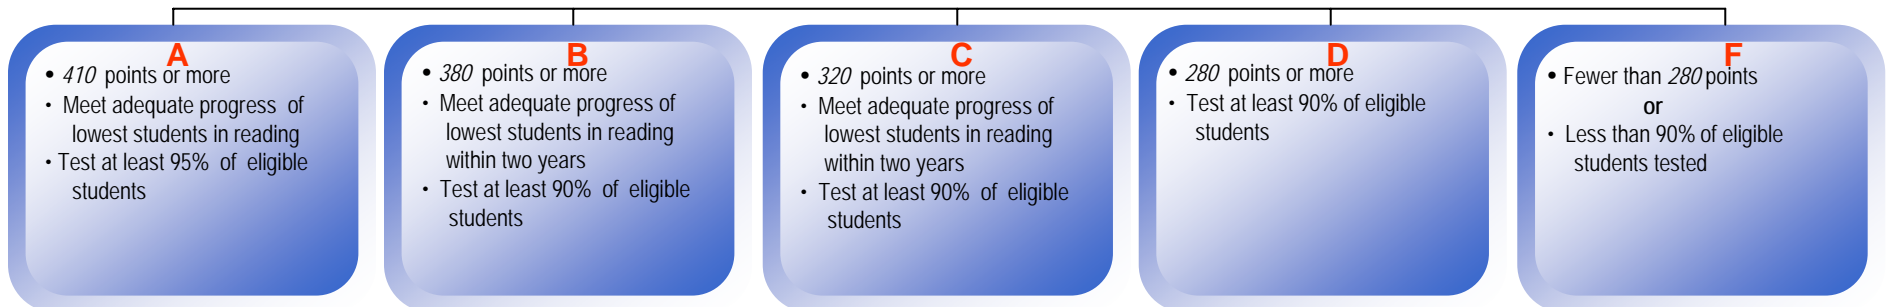 A
• 410 points or more
• Meet adequate progress of
lowest students in reading
• Test at least 95% of eligible
students
B
• 380 points or more
• Meet adequate progress of
lowest students in reading
within two years
• Test at least 90% of eligible
students
C
• 320 points or more
• Meet adequate progress of
lowest students in reading
within two years
• Test at least 90% of eligible
students
D
• 280 points or more
• Test at least 90% of eligible
students
F
• Fewer than 280 points
or
• Less than 90% of eligible
students tested